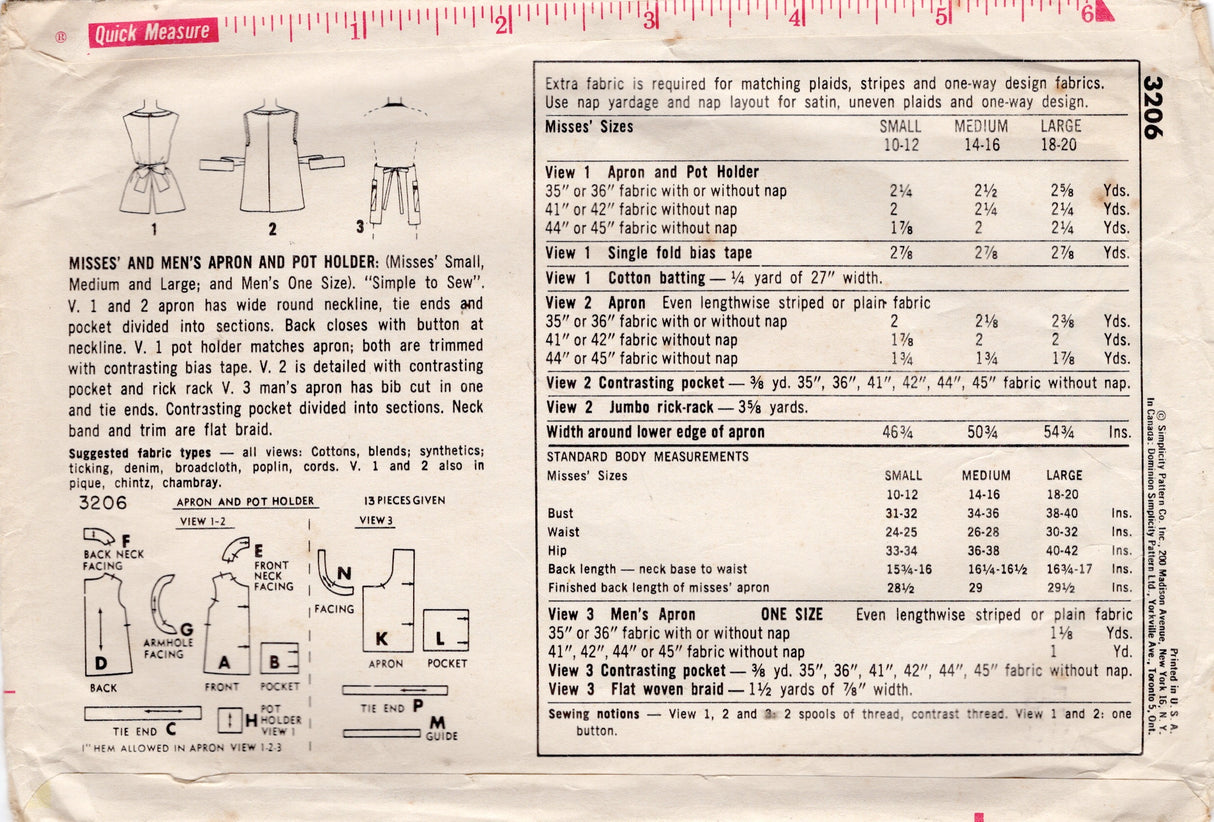 ® Quick Measure 1 2 3 4 5 6
1 2 3
MISSES' AND MEN'S APRON AND POT HOLDER: (Misses' Small,
Medium and Large; and Men's One Size). "Simple to Sew".
V. 1 and 2 apron has wide round neckline, tie ends and
pocket divided into sections. Back closes with button at
neckline. V. 1 pot holder matches apron; both are trimmed
with contrasting bias tape. V. 2 is detailed with contrasting
pocket and rick rack V. 3 man's apron has bib cut in one
and tie ends. Contrasting pocket divided into sections. Neck
band and trim are flat braid.
Suggested fabric types — all views: Cottons, blends; synthetics;
ticking, denim, broadcloth, poplin, cords. V. 1 and 2 also in
pique, chintz, chambray.
3206 APRON AND POT HOLDER 13 PIECES GIVEN
VIEW 1-2 VIEW 3
F
BACK NECK
FACING
E
FRONT
NECK
FACING
G
ARMHOLE
FACING
D
BACK
A
FRONT
B
POCKET
TIE END C
H POT
HOLDER
VIEW 1
N
FACING
K
APRON
L
POCKET
TIE END P
M
GUIDE
1" HEM ALLOWED IN APRON VIEW 1-2-3
Extra fabric is required for matching plaids, stripes and one-way design fabrics.
Use nap yardage and nap layout for satin, uneven plaids and one-way design.
Misses' Sizes SMALL MEDIUM LARGE
10-12 14-16 18-20
View 1 Apron and Pot Holder
35" or 36" fabric with or without nap 2¼ 2½ 2⅝ Yds.
41" or 42" fabric without nap 2 2¼ 2¼ Yds.
44" or 45" fabric without nap 1⅞ 2 2¼ Yds.
View 1 Single fold bias tape 2⅞ 2⅞ 2⅞ Yds.
View 1 Cotton batting — ¼ yard of 27" width.
View 2 Apron Even lengthwise striped or plain fabric
35" or 36" fabric with or without nap 2 2⅛ 2⅜ Yds.
41" or 42" fabric without nap 1⅞ 2 2 Yds.
44" or 45" fabric without nap 1¾ 1¾ 1⅞ Yds.
View 2 Contrasting pocket — ⅜ yd. 35", 36", 41", 42", 44", 45" fabric without nap.
View 2 Jumbo rick-rack — 3⅝ yards.
Width around lower edge of apron 46¾ 50¾ 54¾ Ins.
STANDARD BODY MEASUREMENTS
Misses' Sizes SMALL MEDIUM LARGE
10-12 14-16 18-20
Bust 31-32 34-36 38-40 Ins.
Waist 24-25 26-28 30-32 Ins.
Hip 33-34 36-38 40-42 Ins.
Back length — neck base to waist 15¾-16 16¼-16½ 16¾-17 Ins.
Finished back length of misses' apron 28½ 29 29½ Ins.
View 3 Men's Apron ONE SIZE Even lengthwise striped or plain fabric
35" or 36" fabric with or without nap 1⅛ Yds.
41", 42", 44" or 45" fabric without nap 1 Yd.
View 3 Contrasting pocket — ⅜ yd. 35", 36", 41", 42", 44", 45" fabric without nap.
View 3 Flat woven braid — 1½ yards of ⅞" width.
Sewing notions — View 1, 2 and 3: 2 spools of thread, contrast thread. View 1 and 2: one
button.
3206
© Simplicity Pattern Co. Inc., 200 Madison Avenue, New York 16, N. Y.
In Canada: Dominion Simplicity Pattern Ltd., Yorkville Ave., Toronto 5, Ont.
Printed in U. S. A.